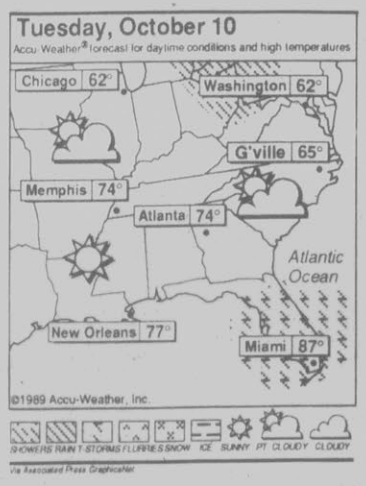 Tuesday, October 10
Accu-Weather® forecast for daytime conditions and high temperatures
Chicago 62°
Washington 62°
G'ville 65°
Memphis 74°
Atlanta 74°
Atlantic
Ocean
New Orleans 77°
Miami 87°
©1989 Accu-Weather, Inc.
SHOWERS RAIN T-STORMS FLURRIES SNOW ICE SUNNY PT CLOUDY CLOUDY
Via Associated Press GraphicsNet